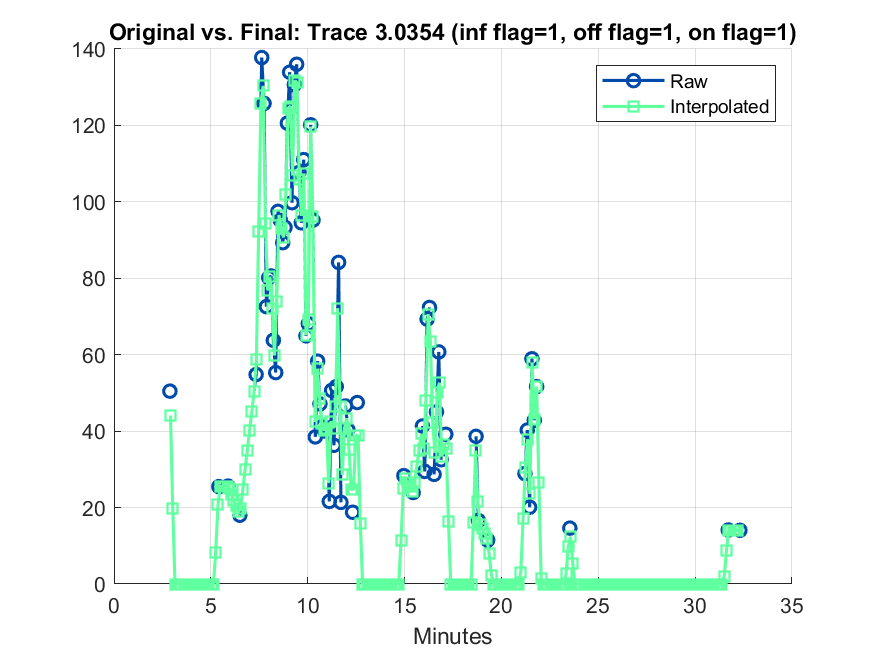 Original vs. Final: Trace 3.0354 (inf flag=1, off flag=1, on flag=1)
140
120
100
80
60
40
20
0
Raw
Interpolated
0 5 10 15 20 25 30 35
Minutes